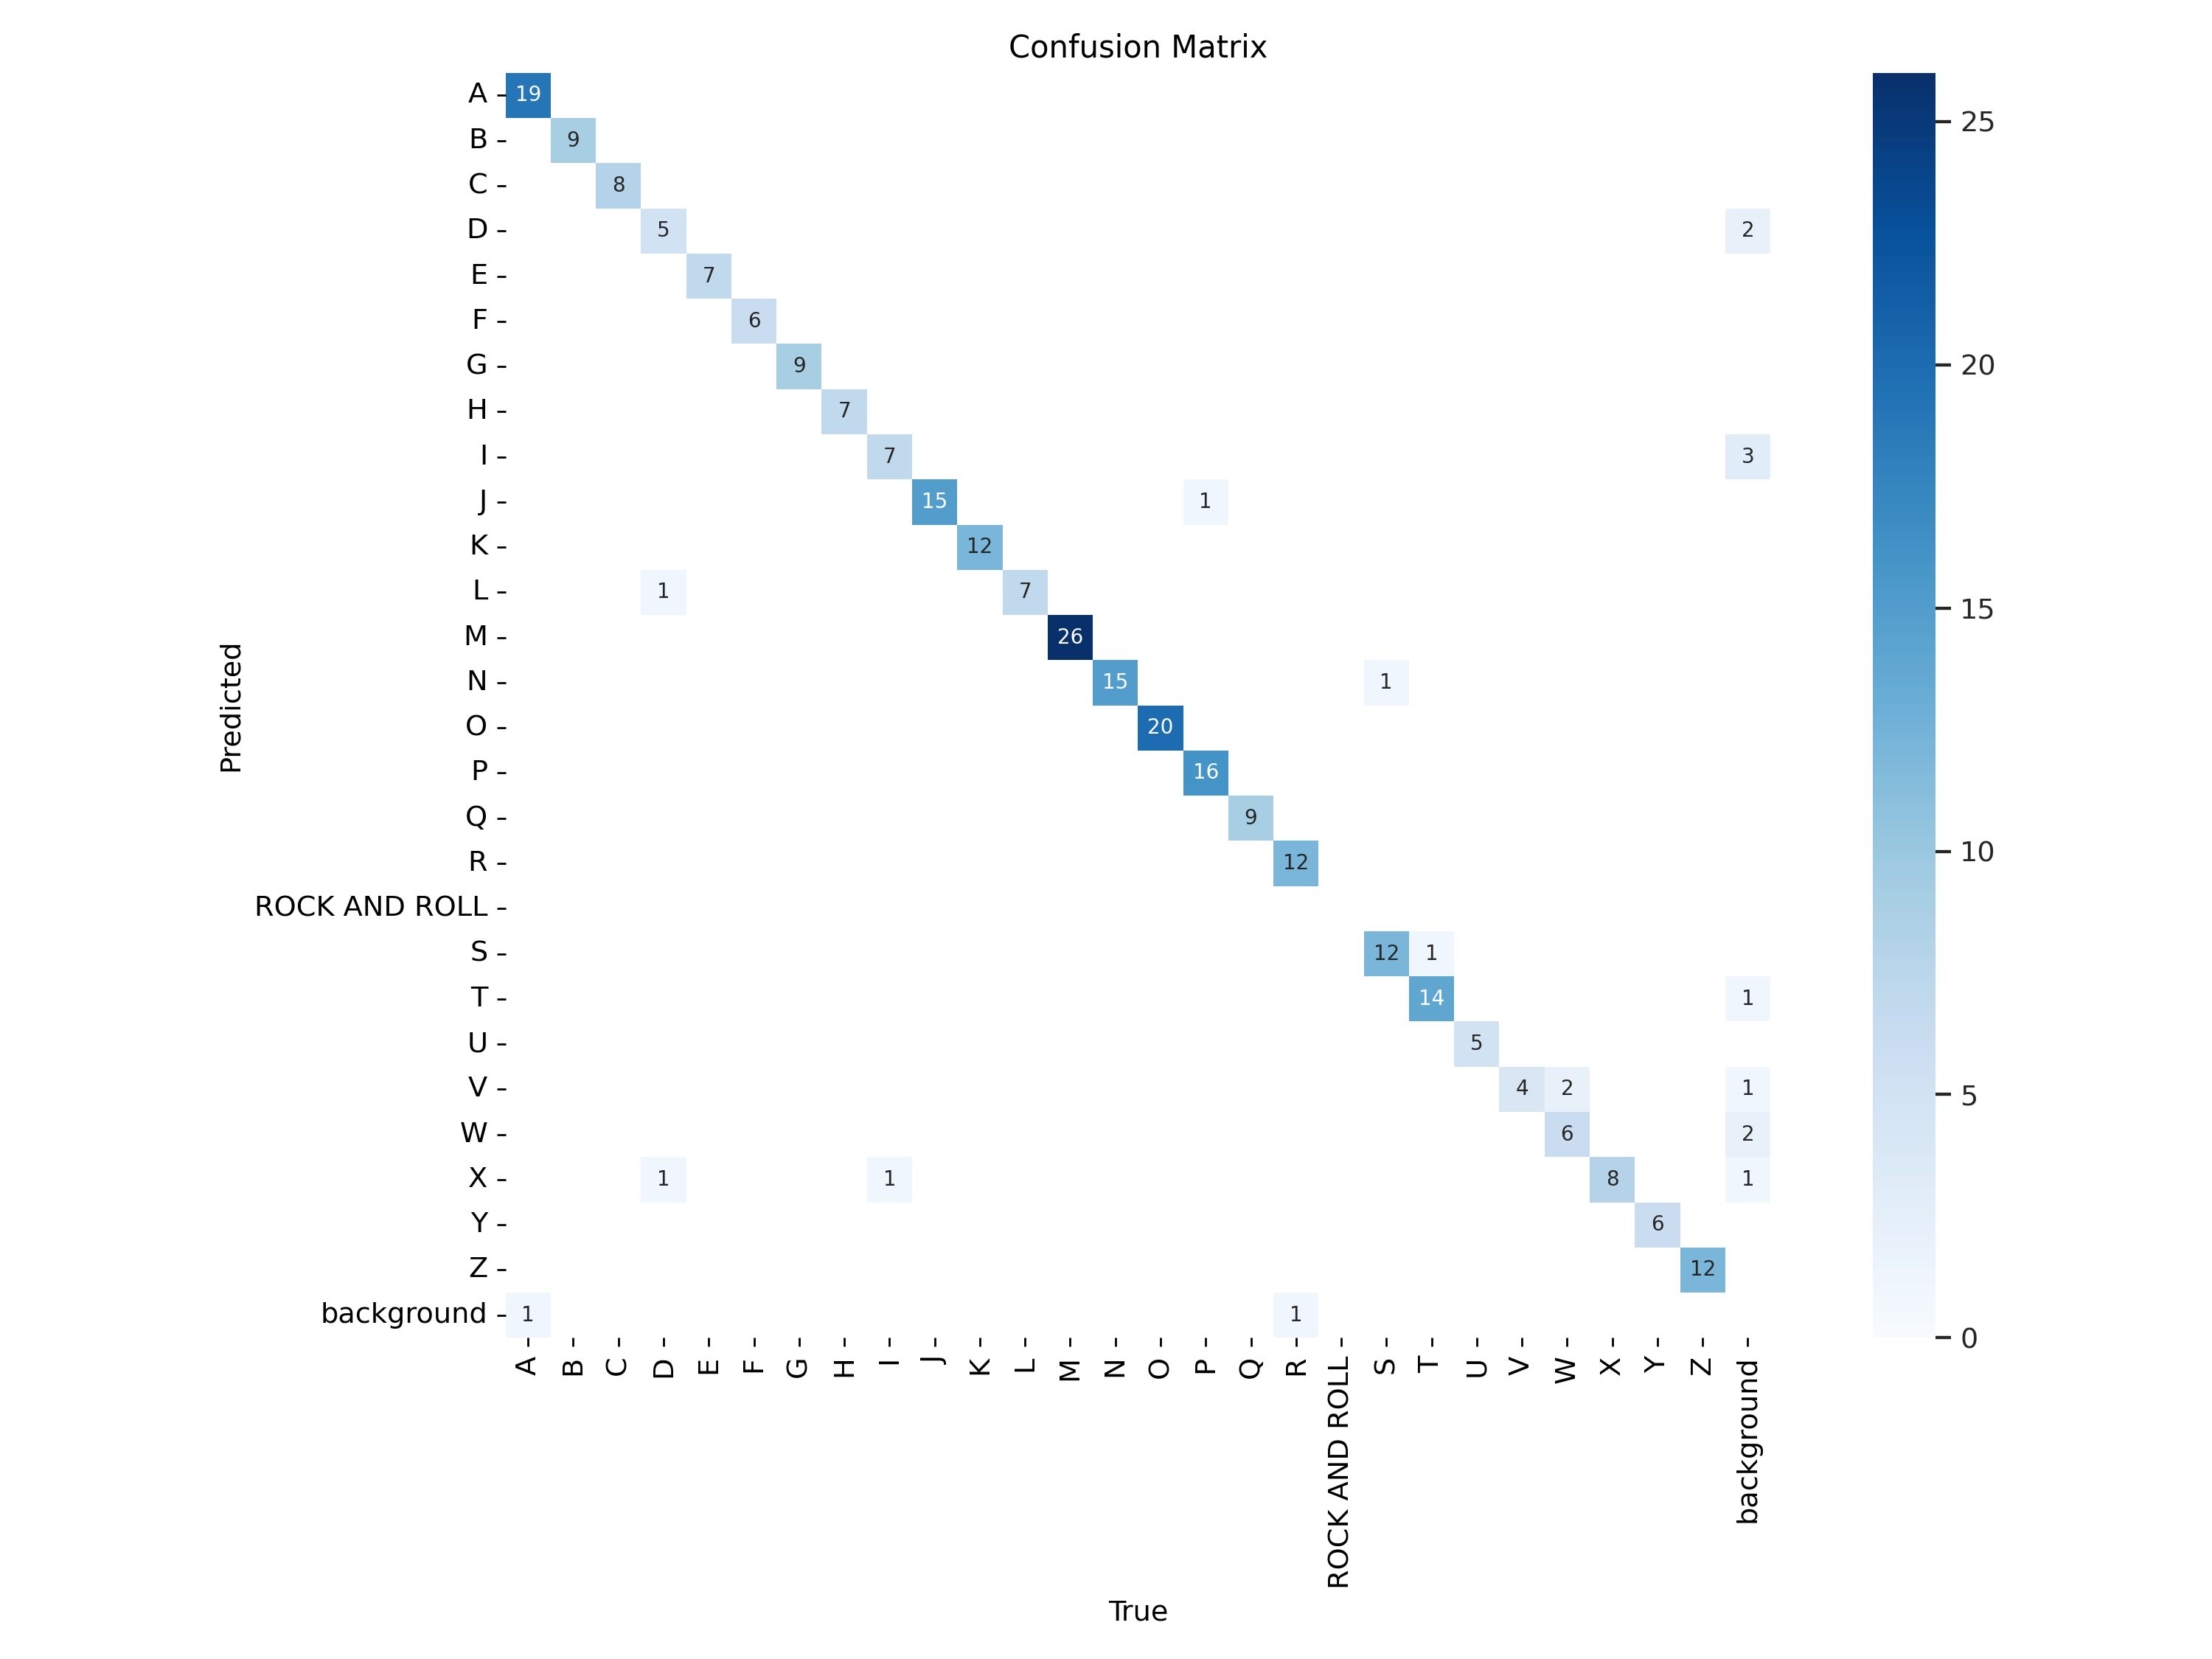 Confusion Matrix
A 19
B 9
C 8
D 5 2
E 7
F 6
G 9
H 7
I 7 3
J 15 1
K 12
L 1 7
M 26
N 15 1
O 20
P 16
Q 9
R 12
ROCK AND ROLL
S 12 1
T 14 1
U 5
V 4 2 1
W 6 2
X 1 1 8 1
Y 6
Z 12
background 1 1
Predicted
A B C D E F G H I J K L M N O P Q R ROCK AND ROLL S T U V W X Y Z background
True
25
20
15
10
5
0